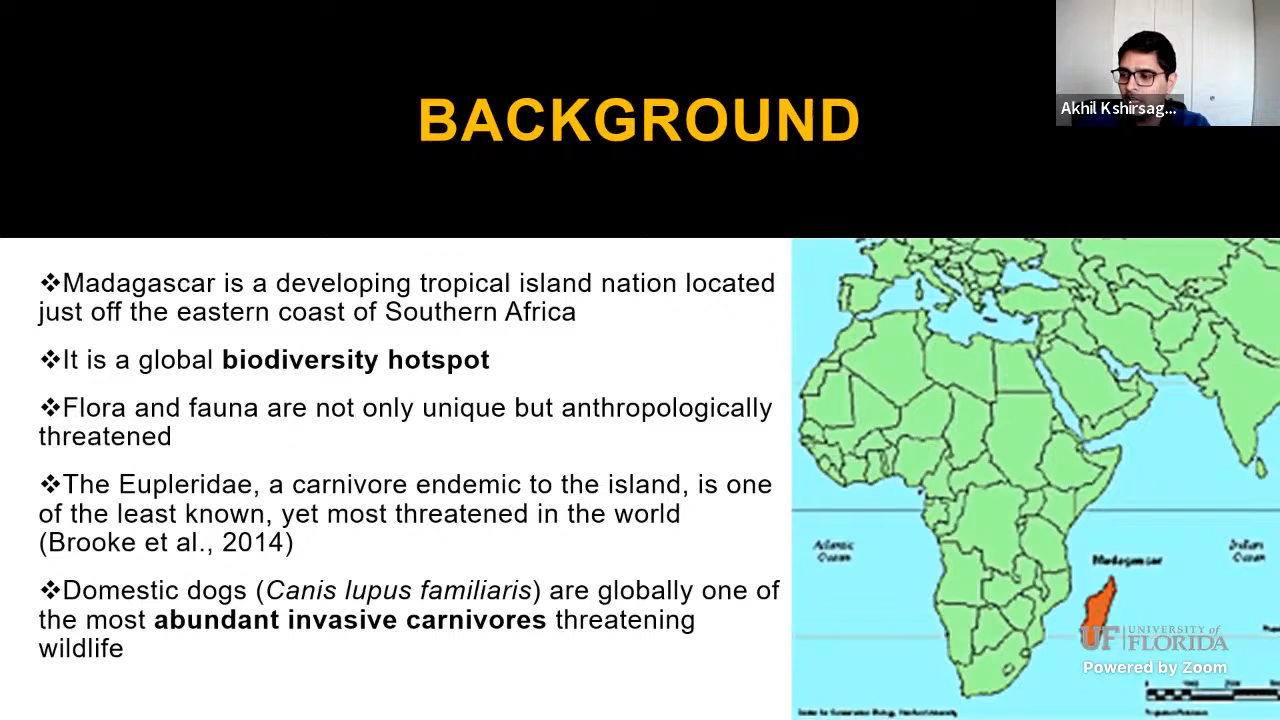 BACKGROUND
Akhil Kshirsag...
❖Madagascar is a developing tropical island nation located
just off the eastern coast of Southern Africa
❖It is a global biodiversity hotspot
❖Flora and fauna are not only unique but anthropologically
threatened
❖The Eupleridae, a carnivore endemic to the island, is one
of the least known, yet most threatened in the world
(Brooke et al., 2014)
❖Domestic dogs (Canis lupus familiaris) are globally one of
the most abundant invasive carnivores threatening
wildlife
Atlantic
Ocean
Madagascar
Indian
Ocean
UF UNIVERSITY of
FLORIDA
Powered by Zoom